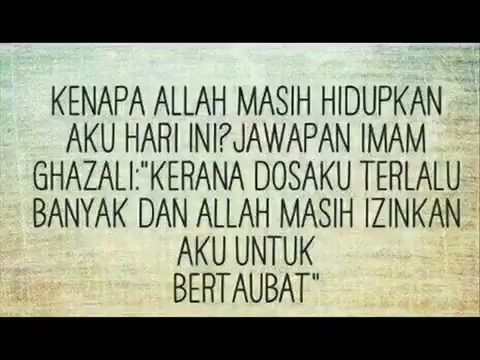 KENAPA ALLAH MASIH HIDUPKAN
AKU HARI INI?JAWAPAN IMAM
GHAZALI:"KERANA DOSAKU TERLALU
BANYAK DAN ALLAH MASIH IZINKAN
AKU UNTUK
BERTAUBAT"